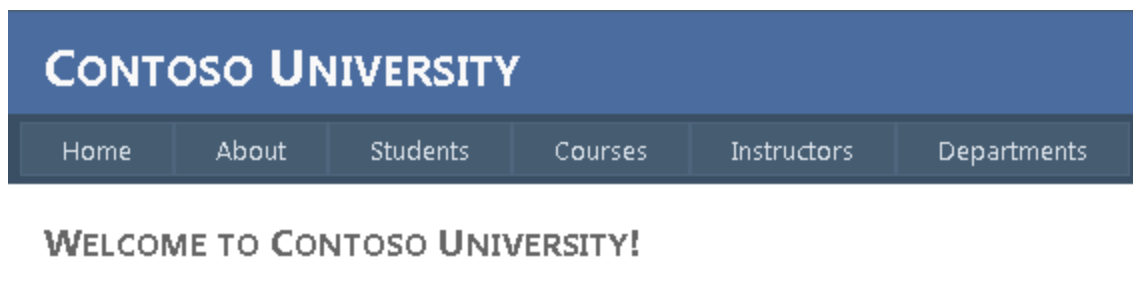 CONTOSO UNIVERSITY
Home About Students Courses Instructors Departments
WELCOME TO CONTOSO UNIVERSITY!